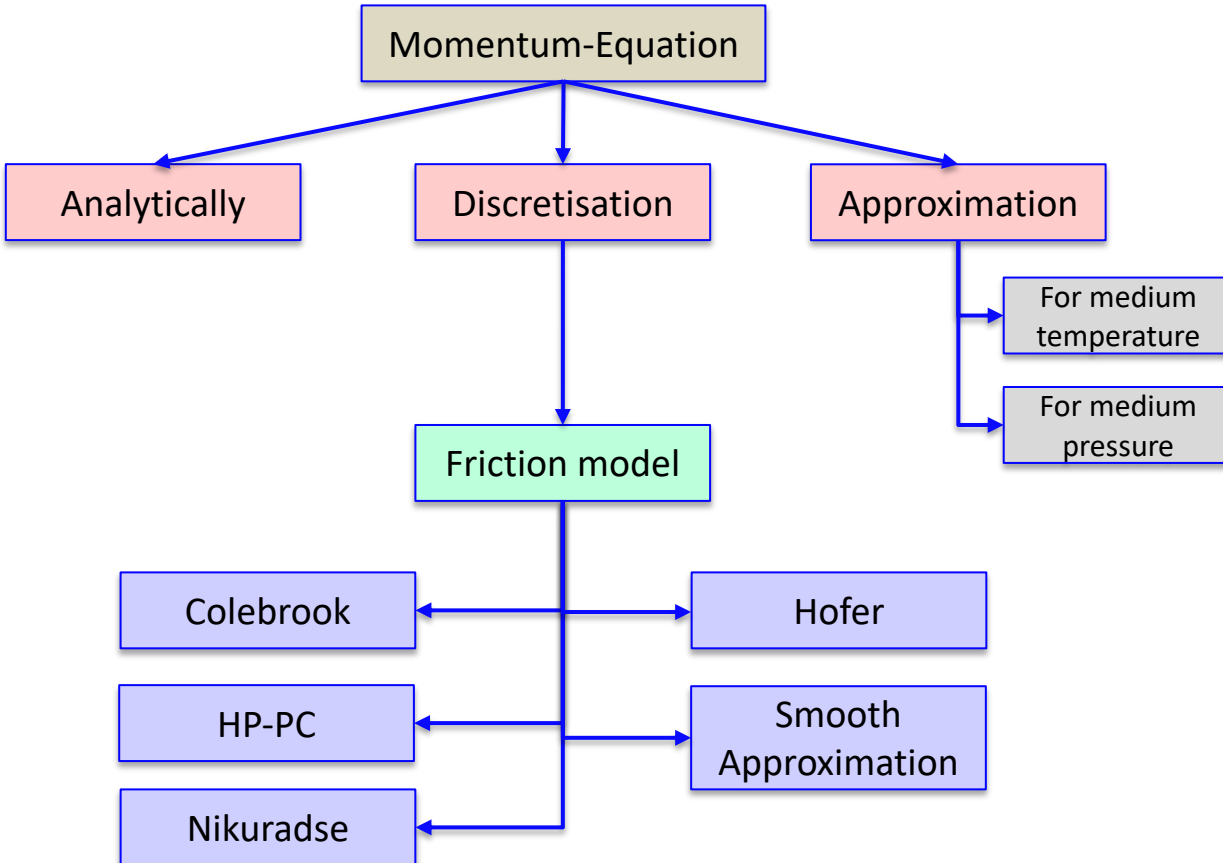 Momentum-Equation
Analytically
Discretisation
Approximation
For medium
temperature
For medium
pressure
Friction model
Colebrook
Hofer
HP-PC
Smooth
Approximation
Nikuradse